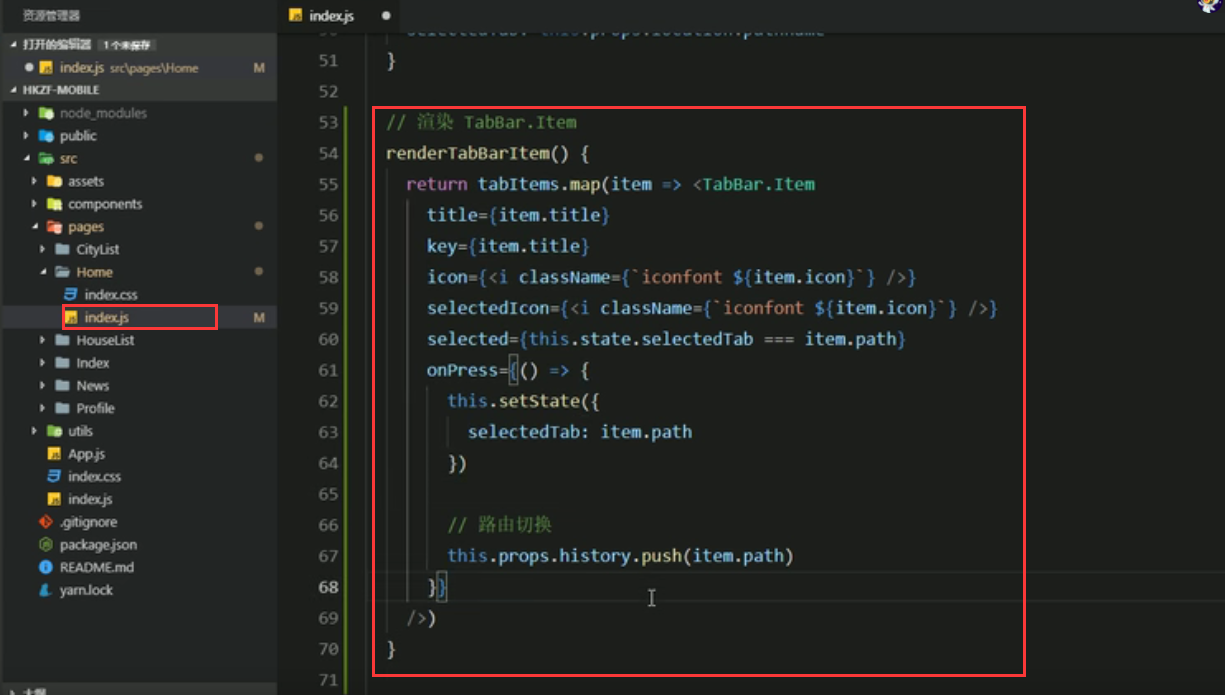 资源管理器
打开的编辑器 1 个未保存
index.js src\pages\Home M
HKZF-MOBILE
node_modules
public
src
assets
components
pages
CityList
Home
index.css
index.js M
HouseList
Index
News
Profile
utils
App.js
index.css
index.js
.gitignore
package.json
README.md
yarn.lock
大纲
index.js
selectedTab: this.props.location.pathname
51 }
52
53 // 渲染 TabBar.Item
54 renderTabBarItem() {
55 return tabItems.map(item => <TabBar.Item
56 title={item.title}
57 key={item.title}
58 icon={<i className={`iconfont ${item.icon}`} />}
59 selectedIcon={<i className={`iconfont ${item.icon}`} />}
60 selected={this.state.selectedTab === item.path}
61 onPress={() => {
62 this.setState({
63 selectedTab: item.path
64 })
65
66 // 路由切换
67 this.props.history.push(item.path)
68 }}
69 />)
70 }
71